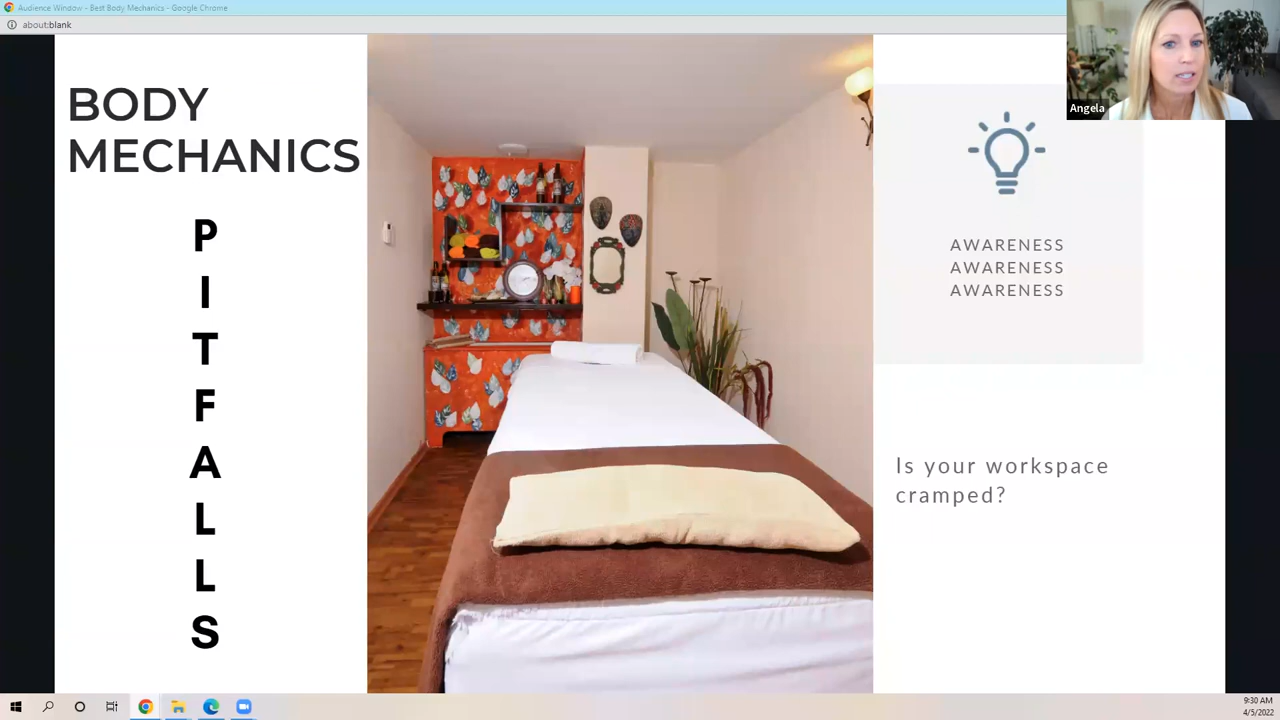 Audience Window - Best Body Mechanics - Google Chrome
about:blank
Angela
BODY
MECHANICS
P
I
T
F
A
L
L
S
AWARENESS
AWARENESS
AWARENESS
Is your workspace
cramped?
9:30 AM
4/5/2022